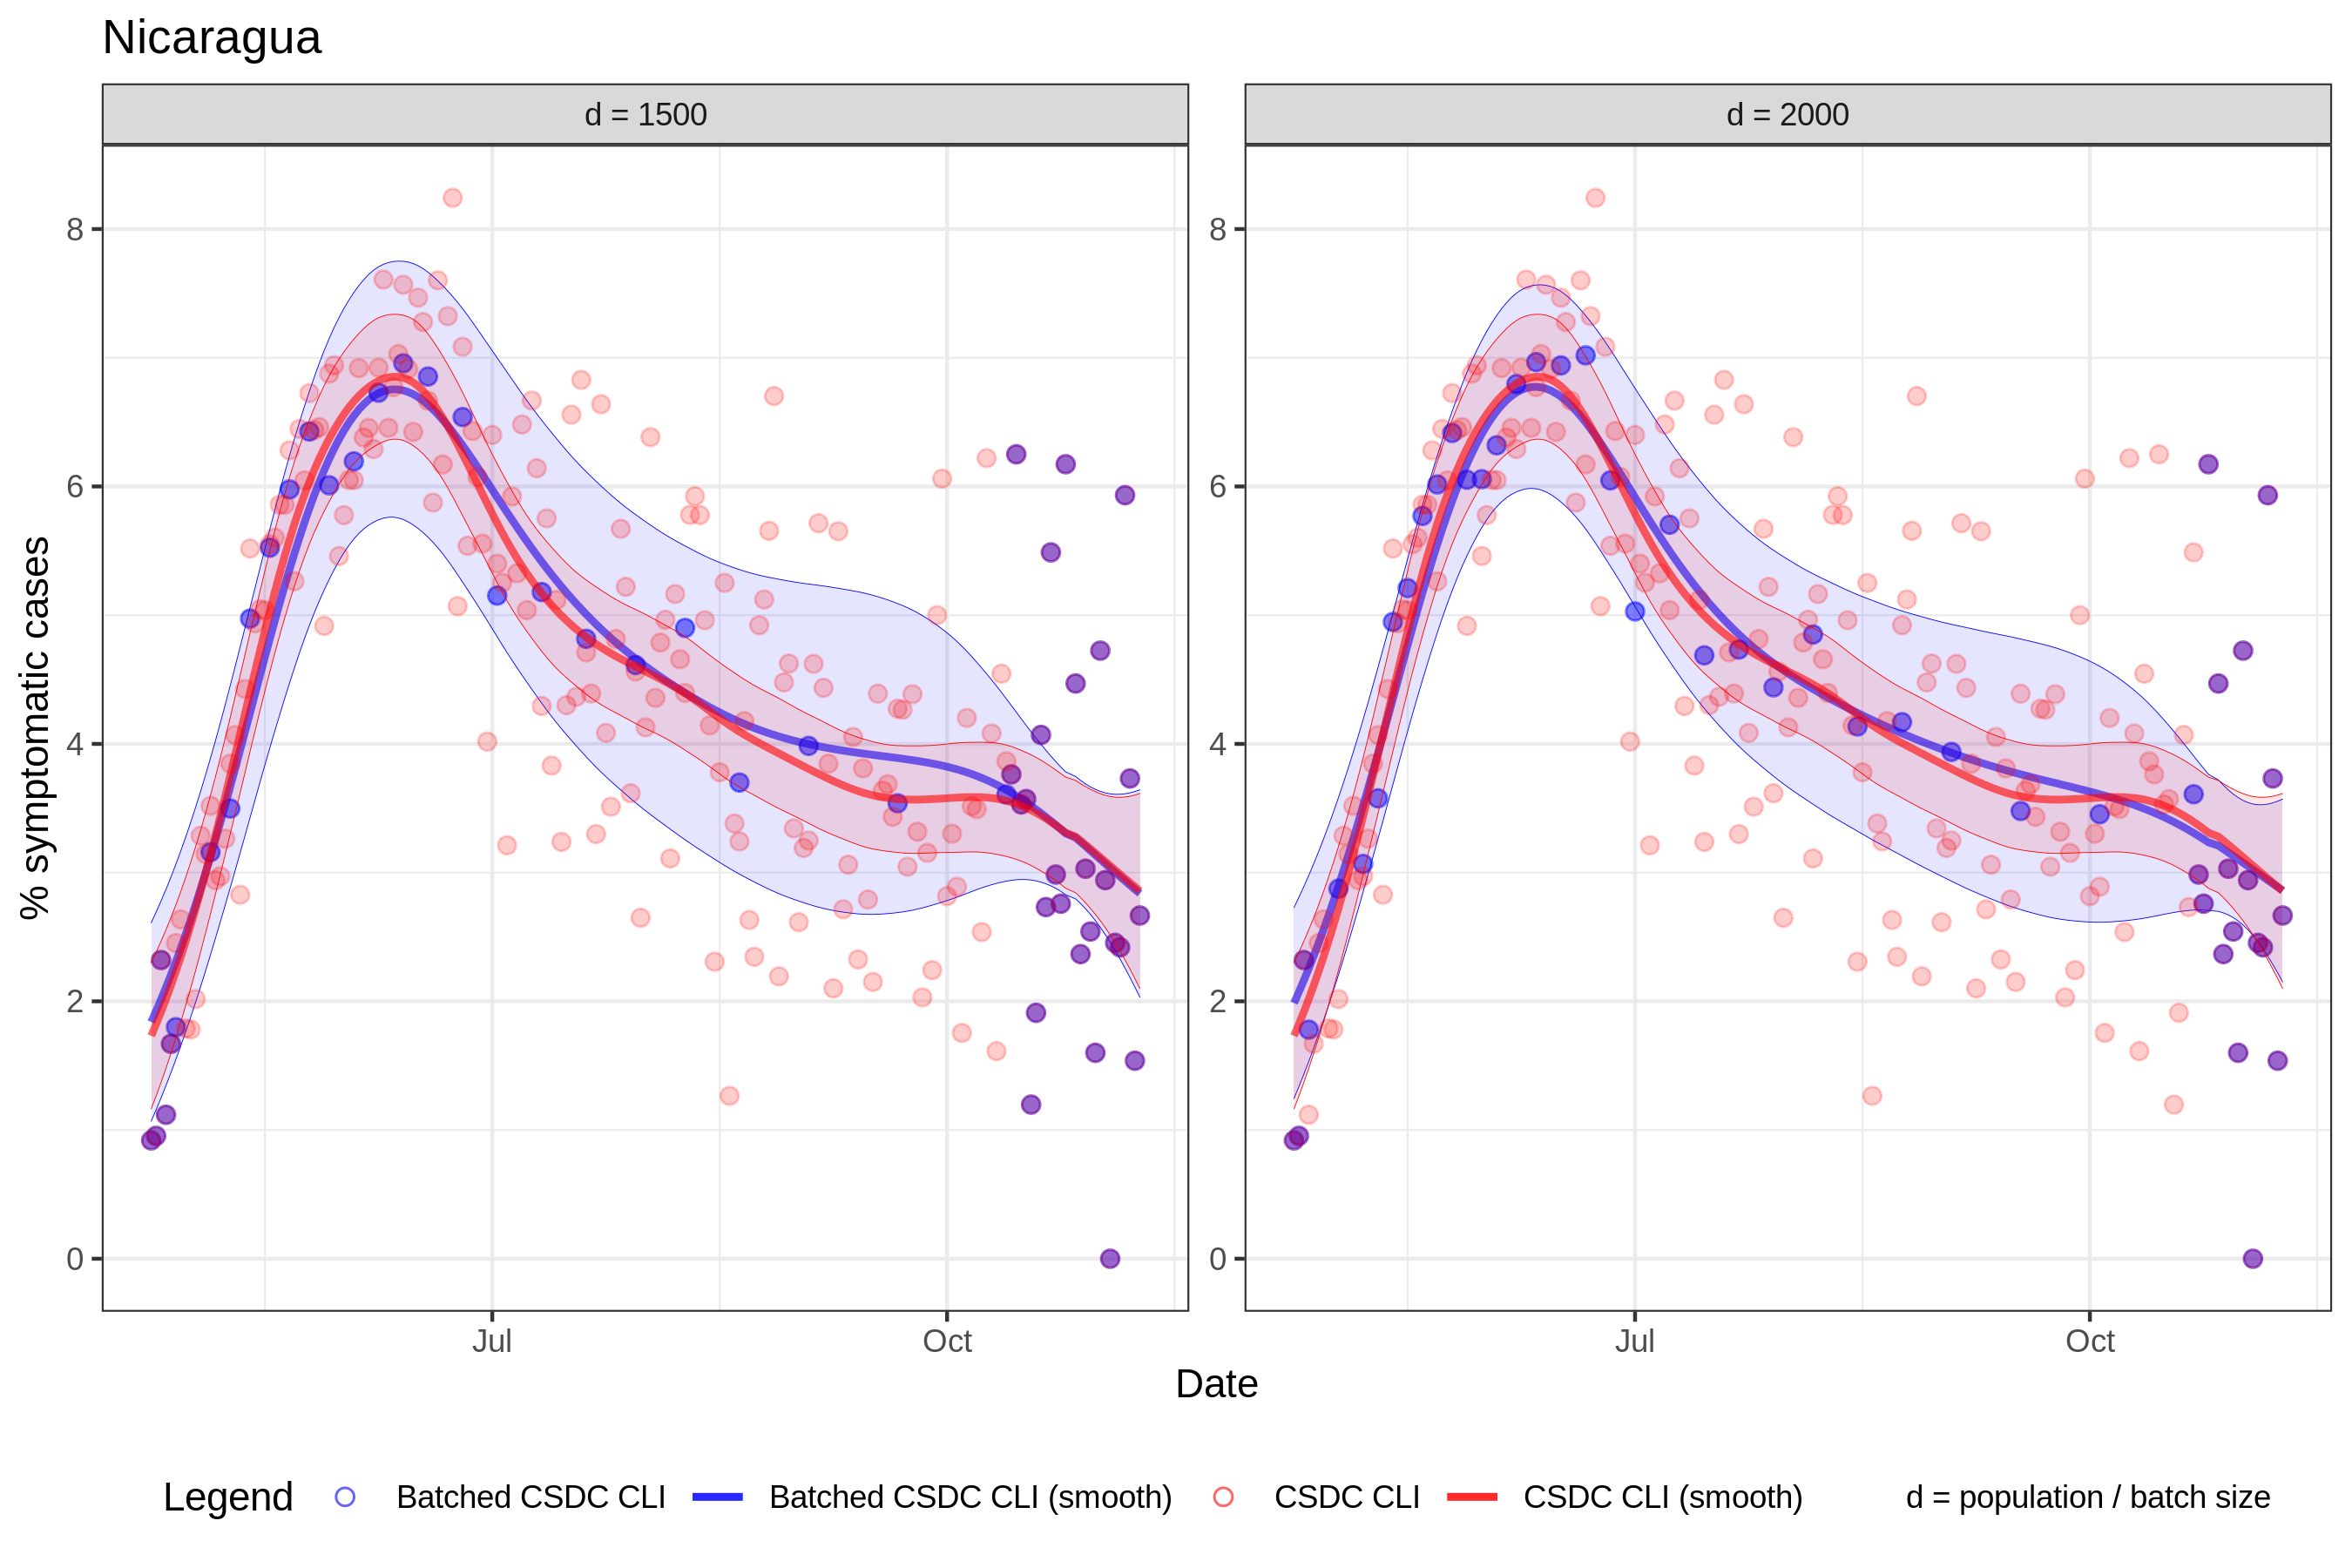 Nicaragua
d = 1500
d = 2000
% symptomatic cases
8
6
4
2
0
8
6
4
2
0
Jul
Oct
Jul
Oct
Date
Legend
Batched CSDC CLI
Batched CSDC CLI (smooth)
CSDC CLI
CSDC CLI (smooth)
d = population / batch size